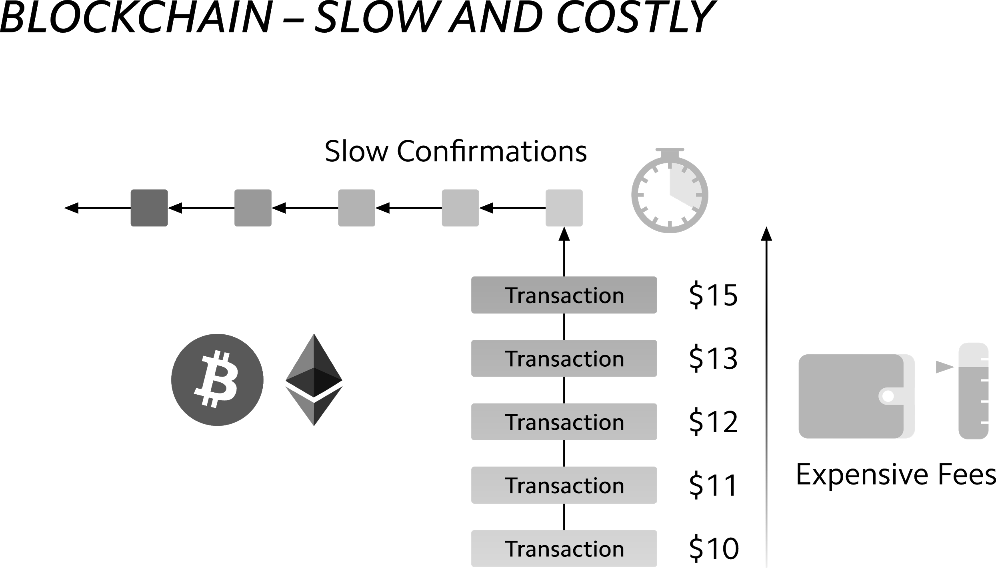 BLOCKCHAIN – SLOW AND COSTLY
Slow Confirmations
Transaction $15
Transaction $13
Transaction $12
Transaction $11
Transaction $10
Expensive Fees